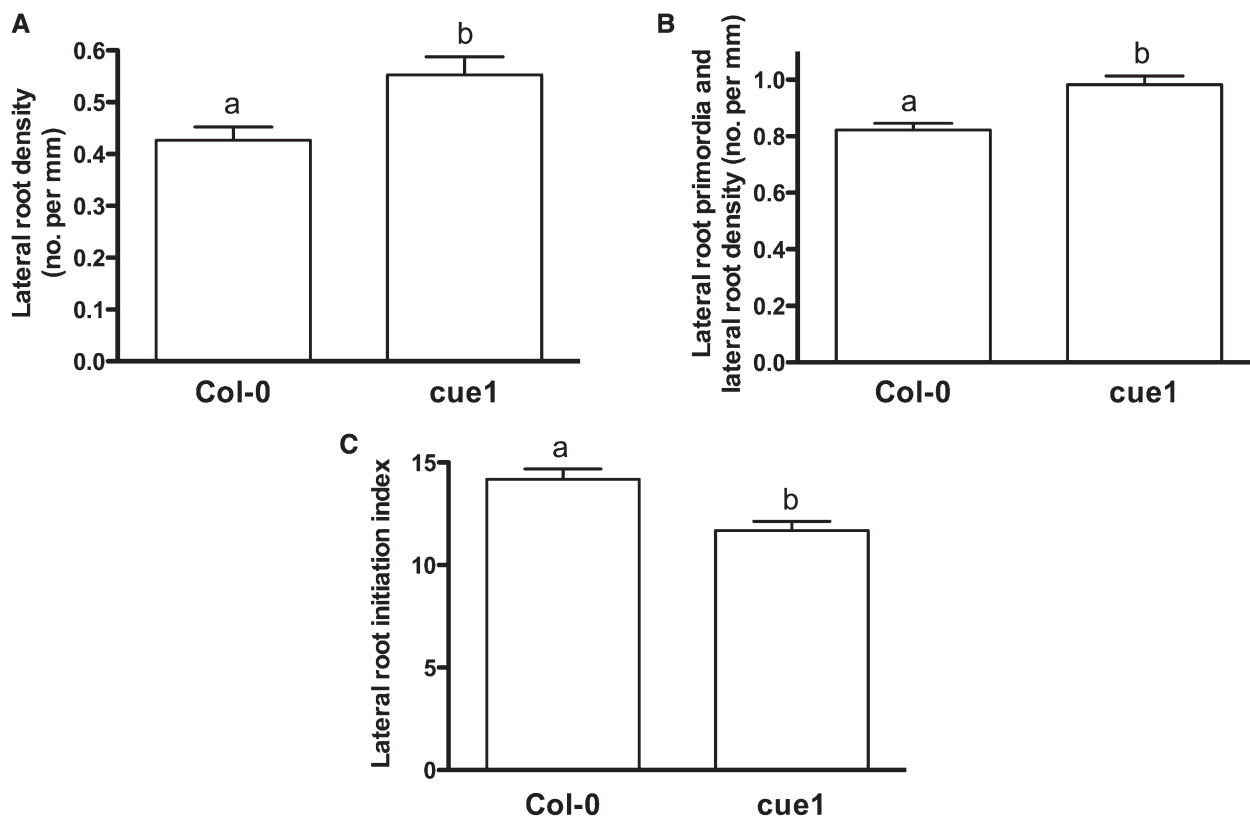 A
Lateral root density
(no. per mm)
0.6
0.5
0.4
0.3
0.2
0.1
0.0
a
b
Col-0
cue1
B
Lateral root primordia and
lateral root density (no. per mm)
1.0
0.8
0.6
0.4
0.2
0.0
a
b
Col-0
cue1
C
Lateral root initiation index
15
10
5
0
a
b
Col-0
cue1